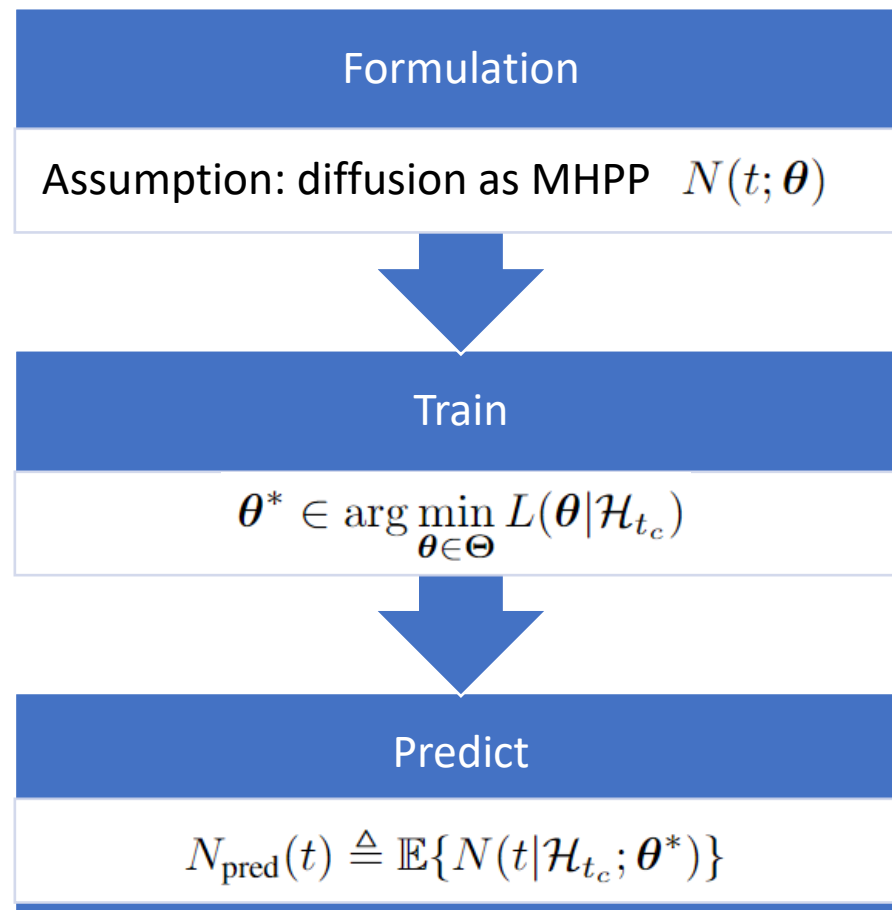 Formulation
Assumption: diffusion as MHPP N(t; θ)
Train
θ* ∈ arg min_{θ∈Θ} L(θ|ℋ_{t_c})
Predict
N_pred(t) ≜ 𝔼{N(t|ℋ_{t_c}; θ*)}